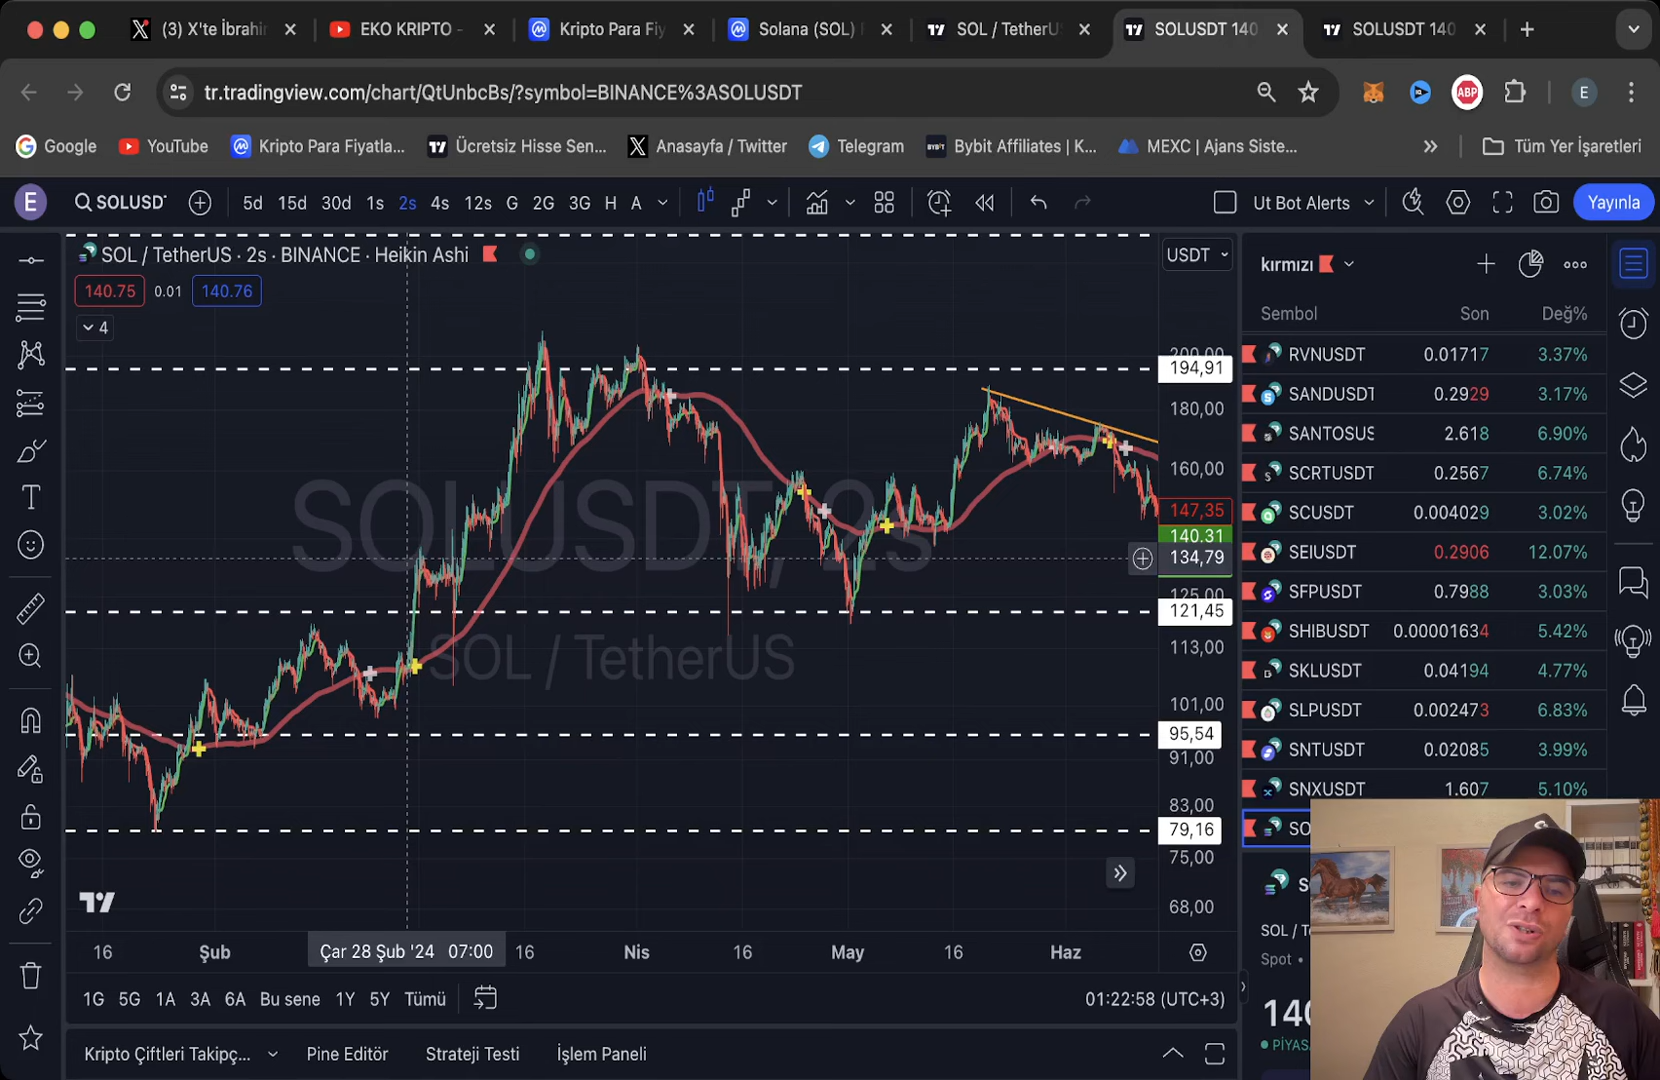 (3) X'te İbrahi
EKO KRIPTO -
Kripto Para Fiy
Solana (SOL)
SOL / TetherU
SOLUSDT 140
SOLUSDT 140
tr.tradingview.com/chart/QtUnbcBs/?symbol=BINANCE%3ASOLUSDT
ABP
E
Google
YouTube
Kripto Para Fiyatla...
Ücretsiz Hisse Sen...
Anasayfa / Twitter
Telegram
Bybit Affiliates | K...
MEXC | Ajans Siste...
Tüm Yer İşaretleri
E
SOLUSDT
5d 15d 30d 1s 2s 4s 12s G 2G 3G H A
Ut Bot Alerts
Yayınla
SOL / TetherUS · 2s · BINANCE · Heikin Ashi
140.75 0.01 140.76
4
SOLUSDT, 2s
SOL / TetherUS
USDT
200,00
194,91
180,00
160,00
147,35
140.31
134,79
125,00
121,45
113,00
101,00
95,54
91,00
83,00
79,16
75,00
68,00
16 Şub Çar 28 Şub '24 07:00 16 Nis 16 May 16 Haz
1G 5G 1A 3A 6A Bu sene 1Y 5Y Tümü
01:22:58 (UTC+3)
Kripto Çiftleri Takipç...
Pine Editör
Strateji Testi
İşlem Paneli
kırmızı
Sembol Son Değ%
RVNUSDT 0.01717 3.37%
SANDUSDT 0.2929 3.17%
SANTOSUS 2.618 6.90%
SCRTUSDT 0.2567 6.74%
SCUSDT 0.004029 3.02%
SEIUSDT 0.2906 12.07%
SFPUSDT 0.7988 3.03%
SHIBUSDT 0.00001634 5.42%
SKLUSDT 0.04194 4.77%
SLPUSDT 0.002473 6.83%
SNTUSDT 0.02085 3.99%
SNXUSDT 1.607 5.10%
SO
S
SOL / T
Spot •
140
PİYAS